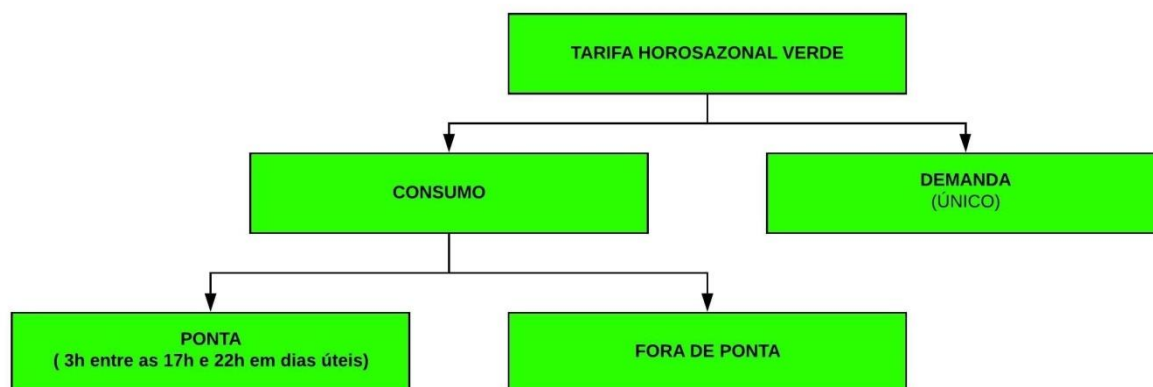 TARIFA HOROSAZONAL VERDE
CONSUMO
DEMANDA
(ÚNICO)
PONTA
( 3h entre as 17h e 22h em dias úteis)
FORA DE PONTA